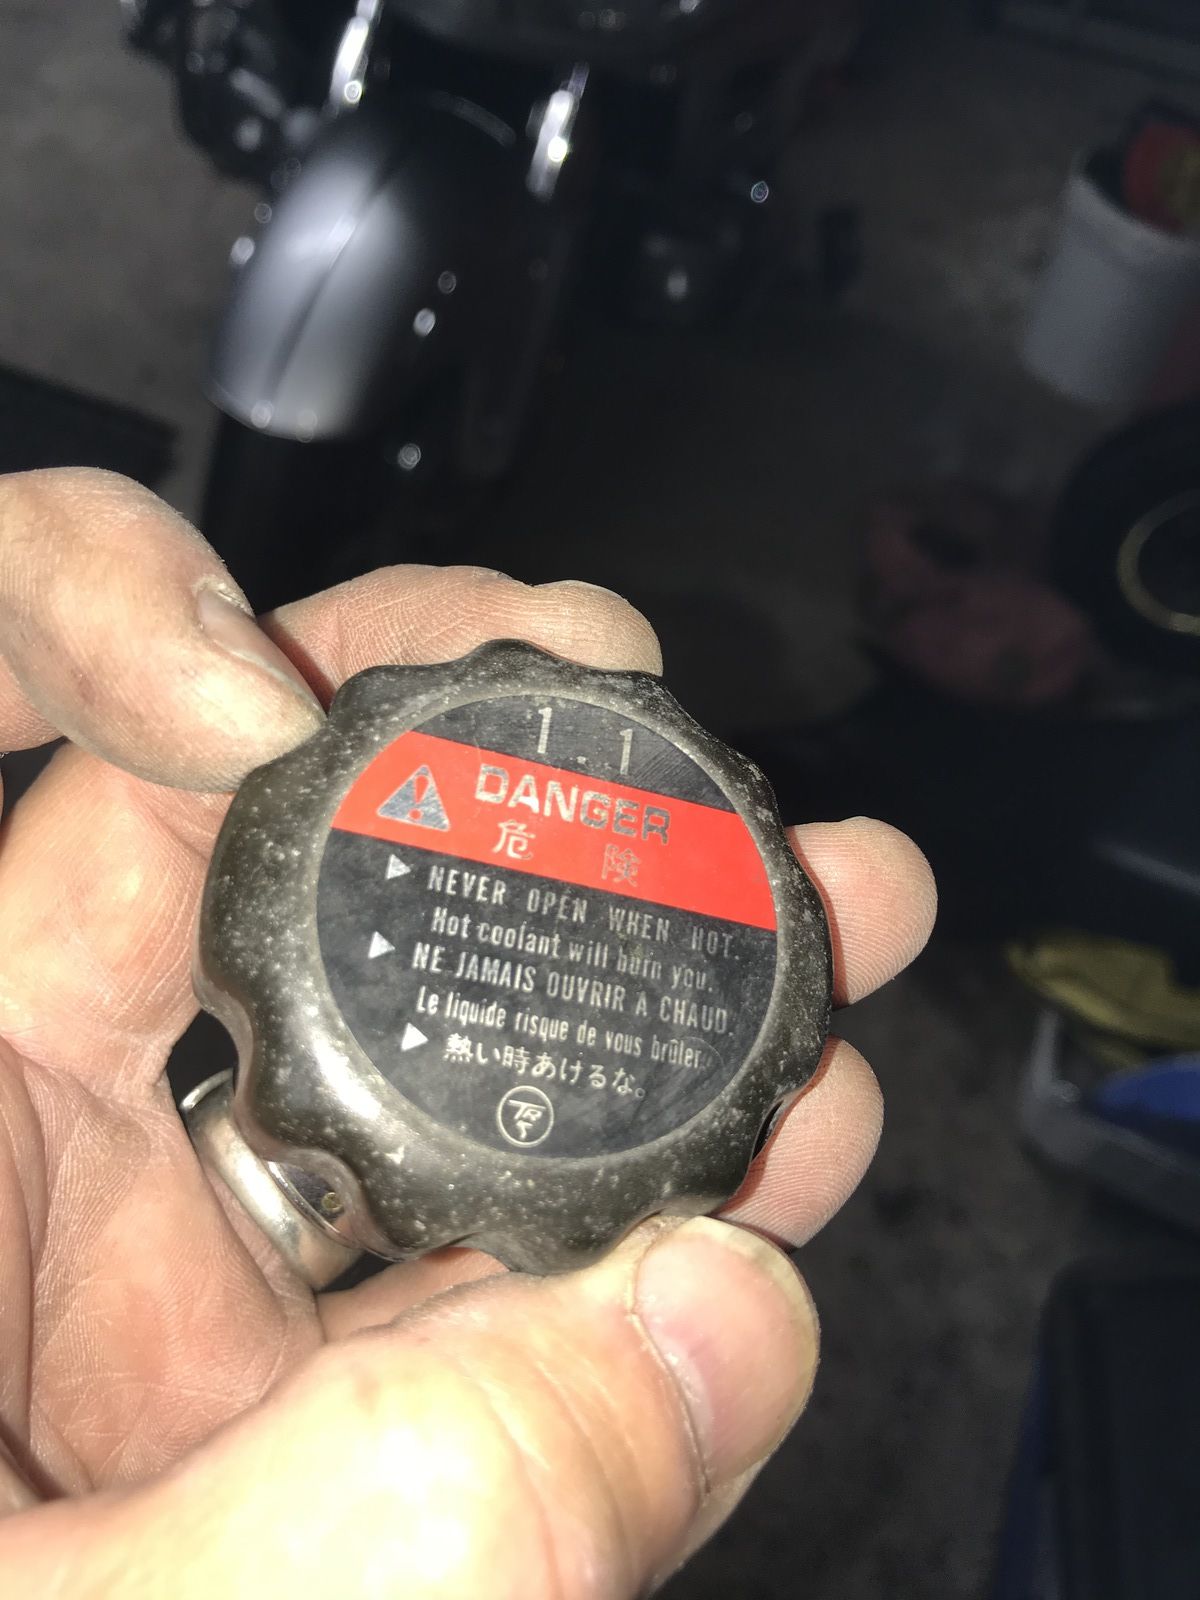 1.1
DANGER
危険
NEVER OPEN WHEN HOT.
Hot coolant will burn you.
NE JAMAIS OUVRIR A CHAUD.
Le liquide risque de vous brûler.
熱い時あけるな。
TRS